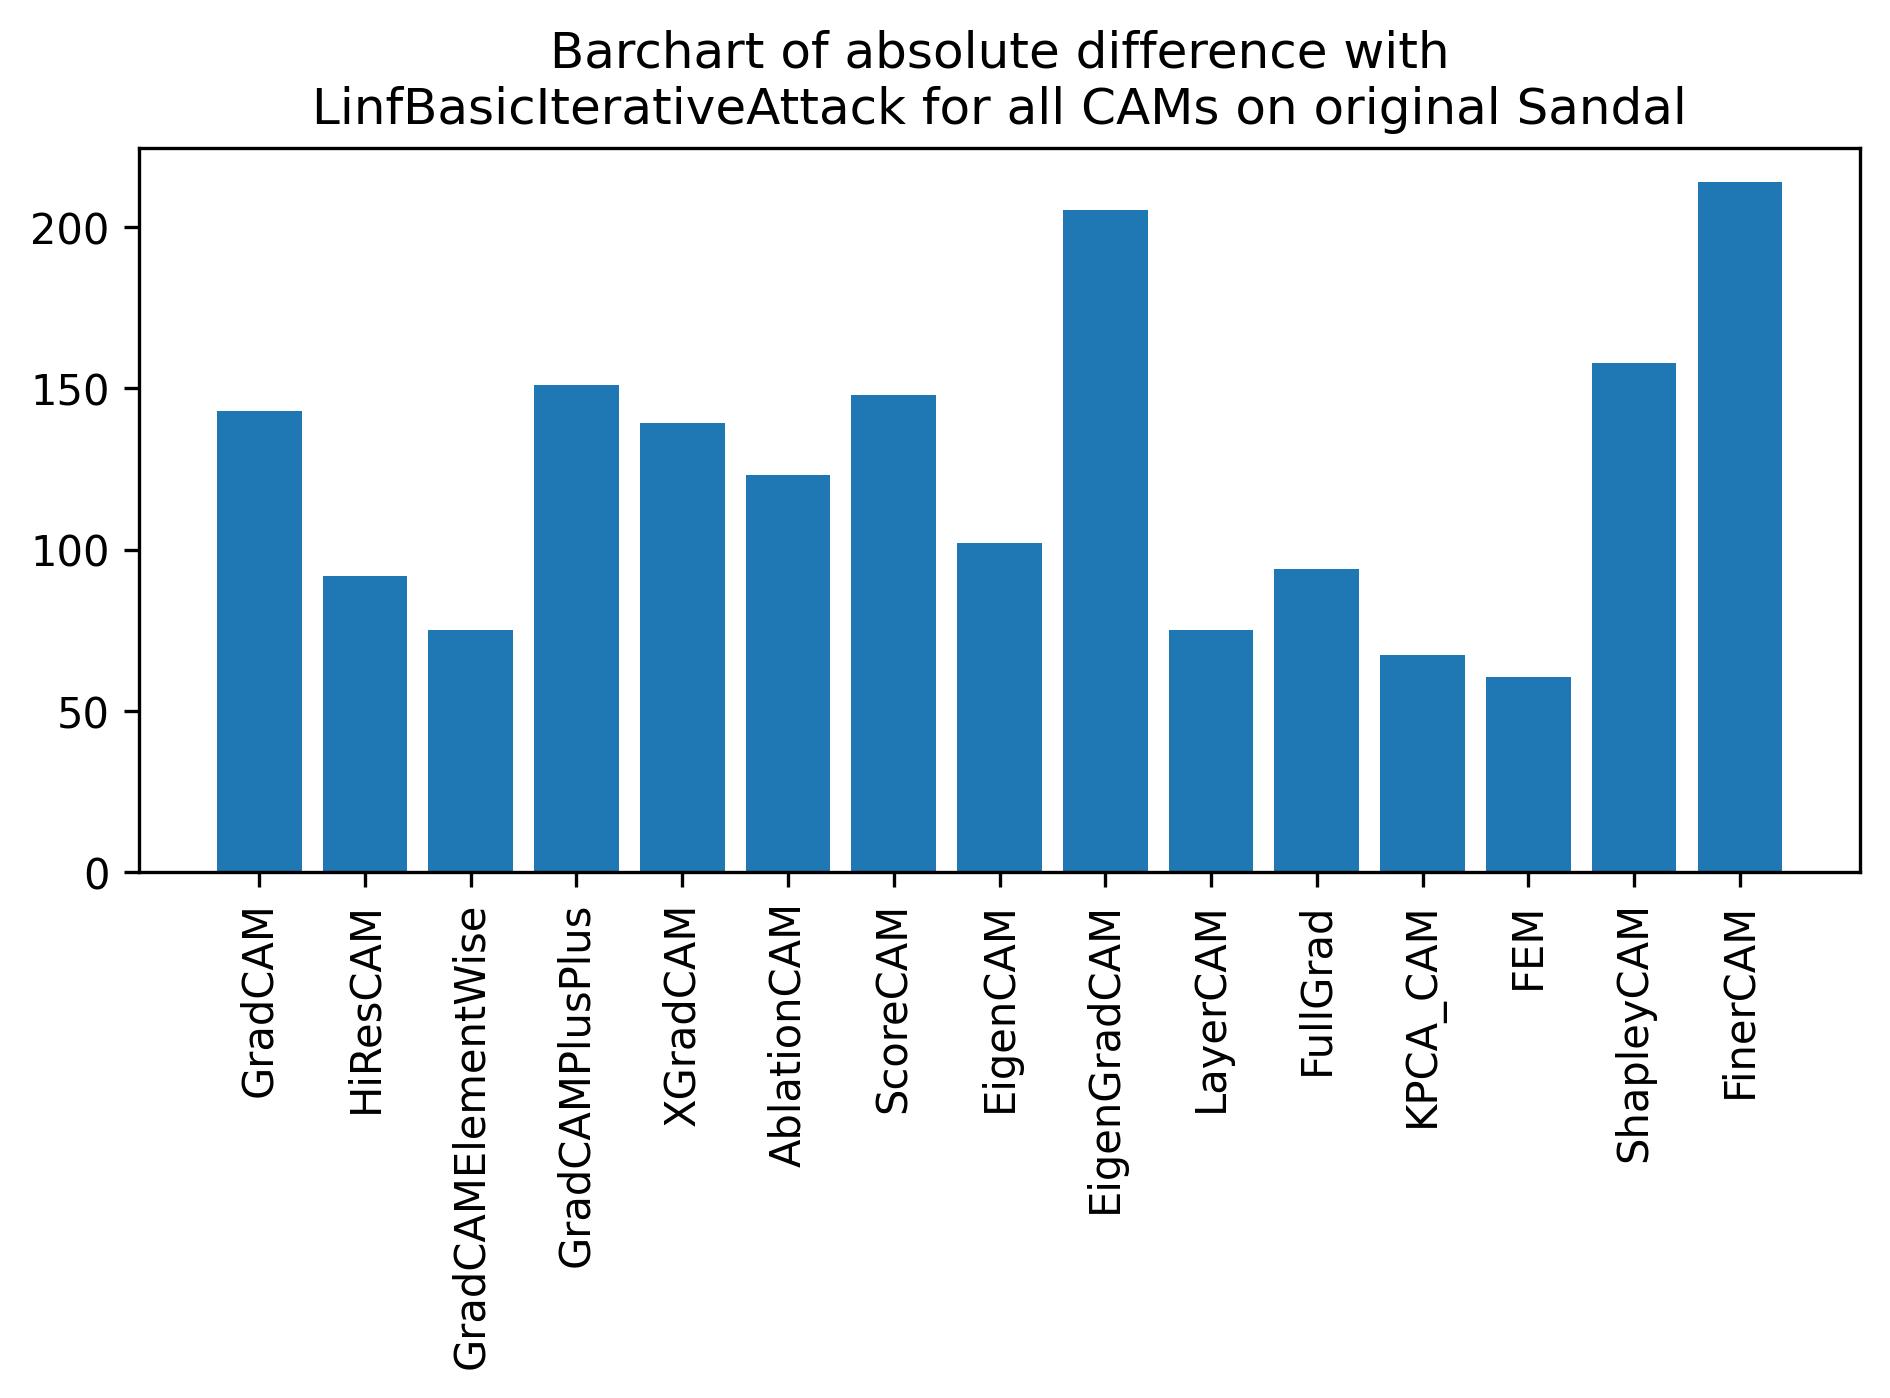 Barchart of absolute difference with
LinfBasicIterativeAttack for all CAMs on original Sandal
200
150
100
50
0
GradCAM
HiResCAM
GradCAMElementWise
GradCAMPlusPlus
XGradCAM
AblationCAM
ScoreCAM
EigenCAM
EigenGradCAM
LayerCAM
FullGrad
KPCA_CAM
FEM
ShapleyCAM
FinerCAM